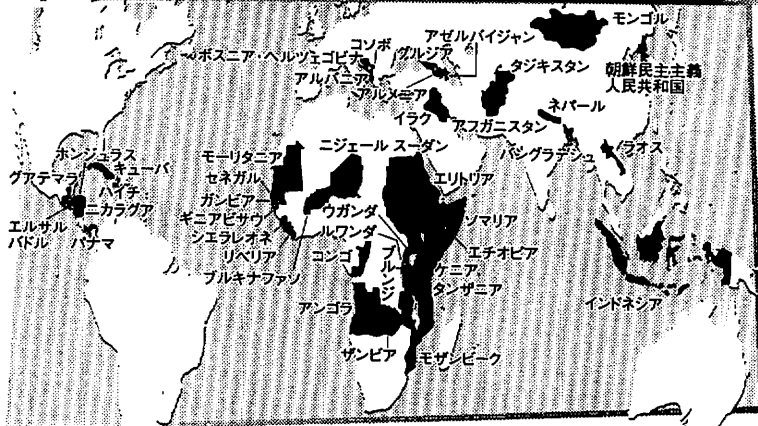 モンゴル
アゼルバイジャン
コソボ
グルジア
ボスニア・ヘルツェゴビナ
タジキスタン
朝鮮民主主義
人民共和国
アルバニア
アルメニア
ネパール
イラク
アフガニスタン
バングラデシュ
ラオス
ホンジュラス
キューバ
グアテマラ
ハイチ
ニカラグア
エルサル
バドル
パナマ
モーリタニア
ニジェール
スーダン
セネガル
エリトリア
ガンビア
ギニアビサウ
ウガンダ
ソマリア
シエラレオネ
ルワンダ
リベリア
エチオピア
コンゴ
ブルンジ
ケニア
ブルキナファソ
タンザニア
アンゴラ
インドネシア
ザンビア
モザンビーク